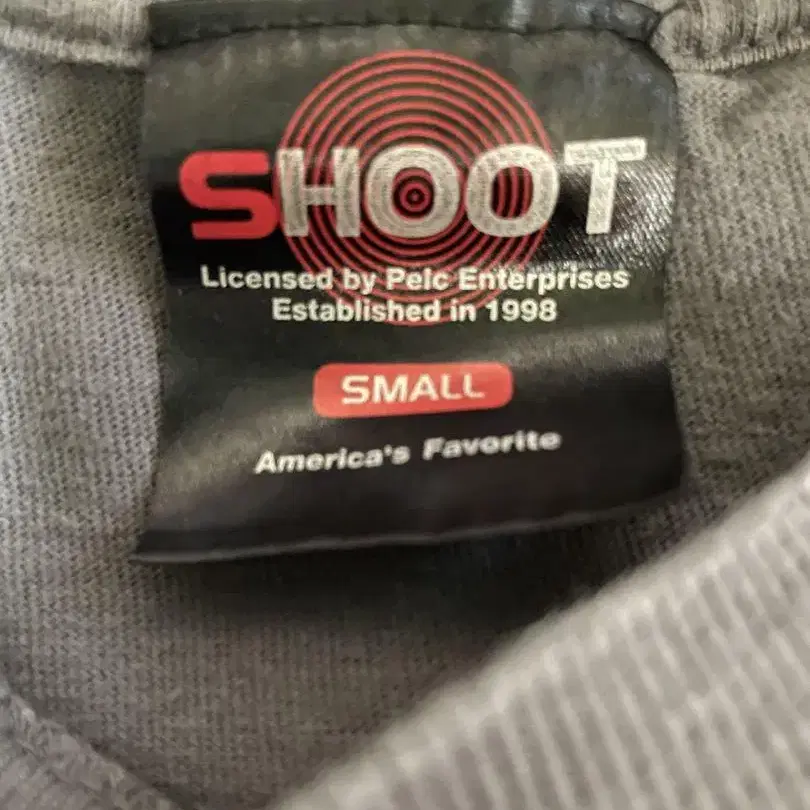 SHOOT
Licensed by Pelc Enterprises
Established in 1998
SMALL
America's Favorite